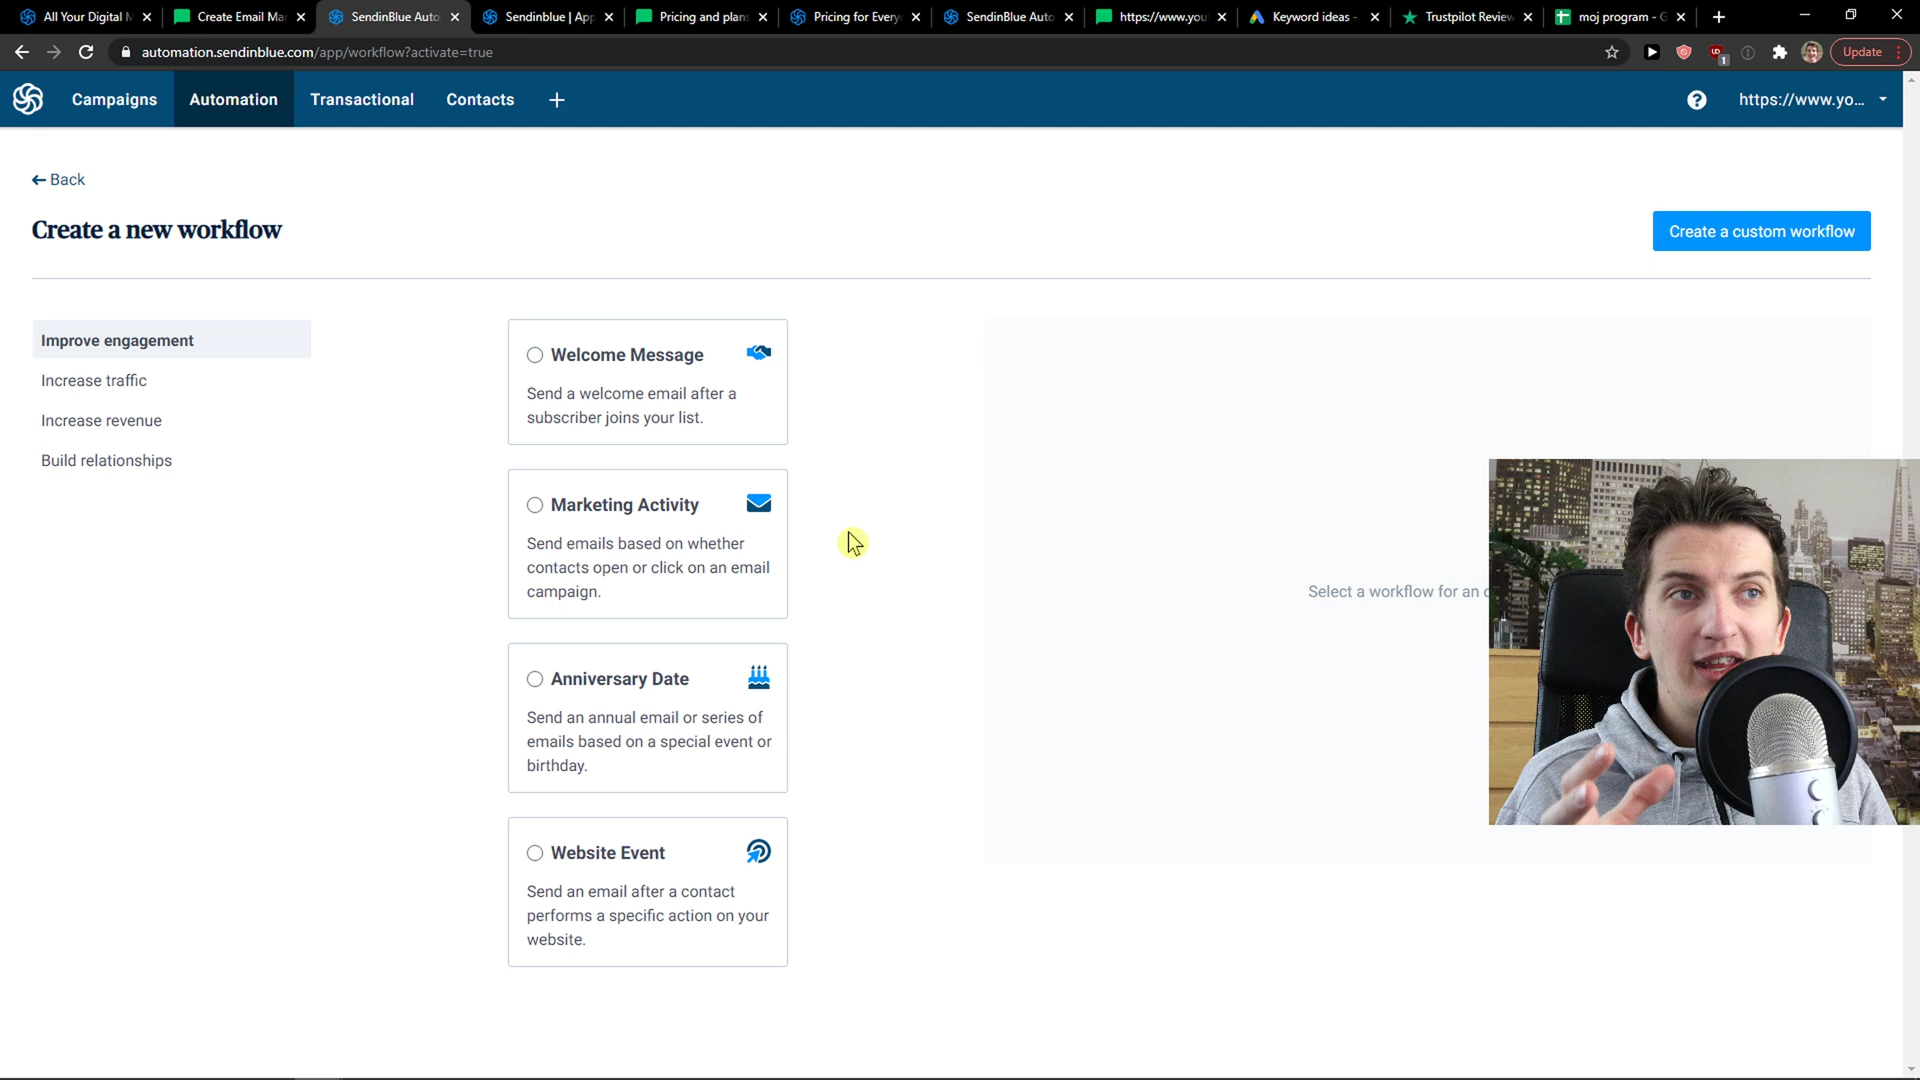 All Your Digital M
Create Email Ma
SendinBlue Auto
Sendinblue | App
Pricing and plans
Pricing for Every
SendinBlue Auto
https://www.you
Keyword ideas -
Trustpilot Review
moj program - G
automation.sendinblue.com/app/workflow?activate=true
1
Update
Campaigns
Automation
Transactional
Contacts
https://www.yo...
Back
Create a new workflow
Create a custom workflow
Improve engagement
Increase traffic
Increase revenue
Build relationships
Welcome Message
Send a welcome email after a
subscriber joins your list.
Marketing Activity
Send emails based on whether
contacts open or click on an email
campaign.
Anniversary Date
Send an annual email or series of
emails based on a special event or
birthday.
Website Event
Send an email after a contact
performs a specific action on your
website.
Select a workflow for an